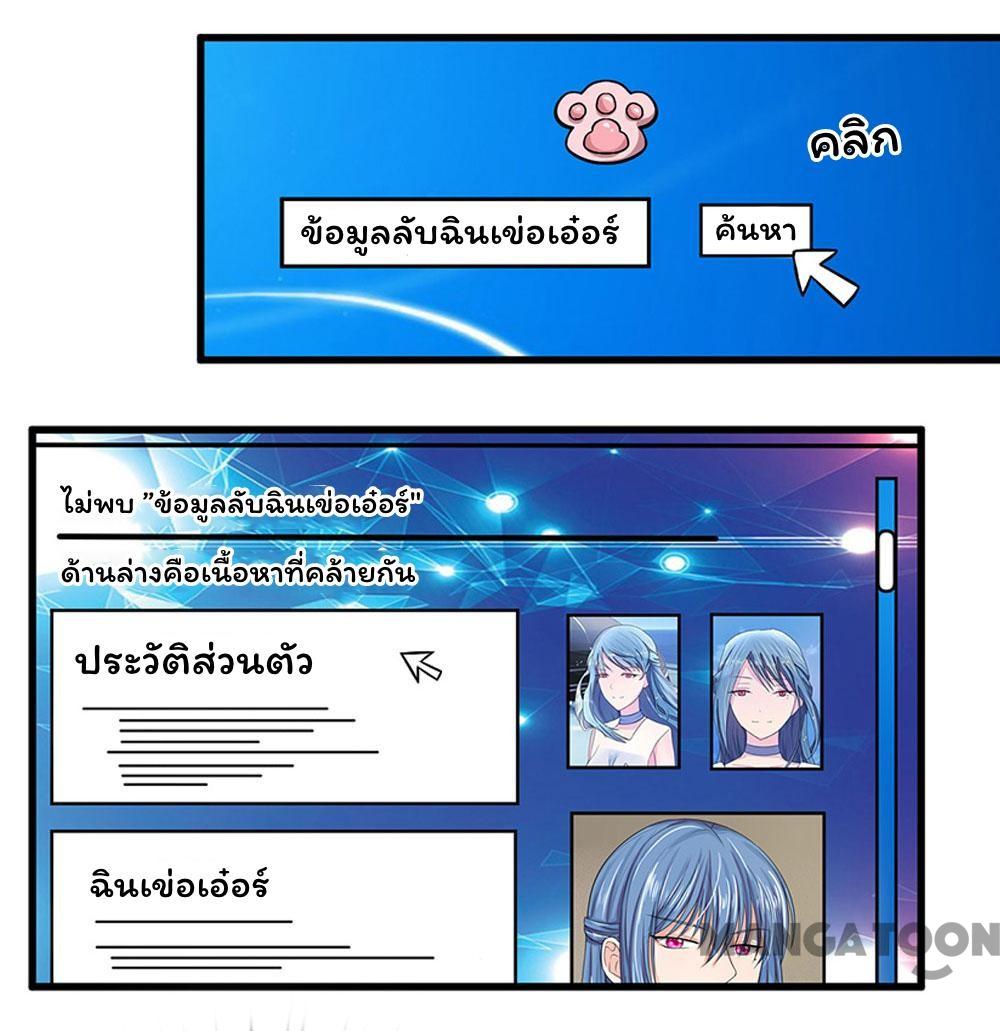 คลิก
ข้อมูลลับฉินเข่อเอ๋อร์
ค้นหา
ไม่พบ "ข้อมูลลับฉินเข่อเอ๋อร์"
ด้านล่างคือเนื้อหาที่คล้ายกัน
ประวัติส่วนตัว
ฉินเข่อเอ๋อร์
MANGATOON